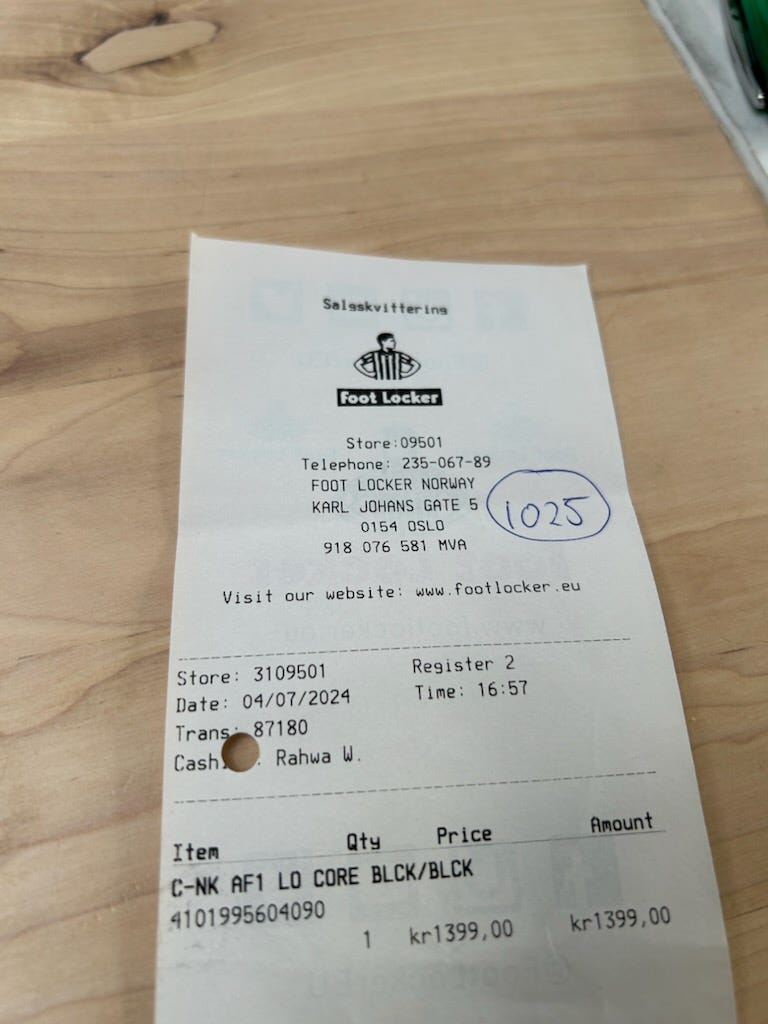 Salgskvittering
Foot Locker
Store:09501
Telephone: 235-067-89
FOOT LOCKER NORWAY
KARL JOHANS GATE 5
1025
0154 OSLO
918 076 581 MVA
Visit our website: www.footlocker.eu
Store: 3109501 Register 2
Date: 04/07/2024 Time: 16:57
Trans: 87180
Cash Rahwa W.
Item Qty Price Amount
C-NK AF1 LO CORE BLCK/BLCK
4101995604090
1 kr1399,00 kr1399,00